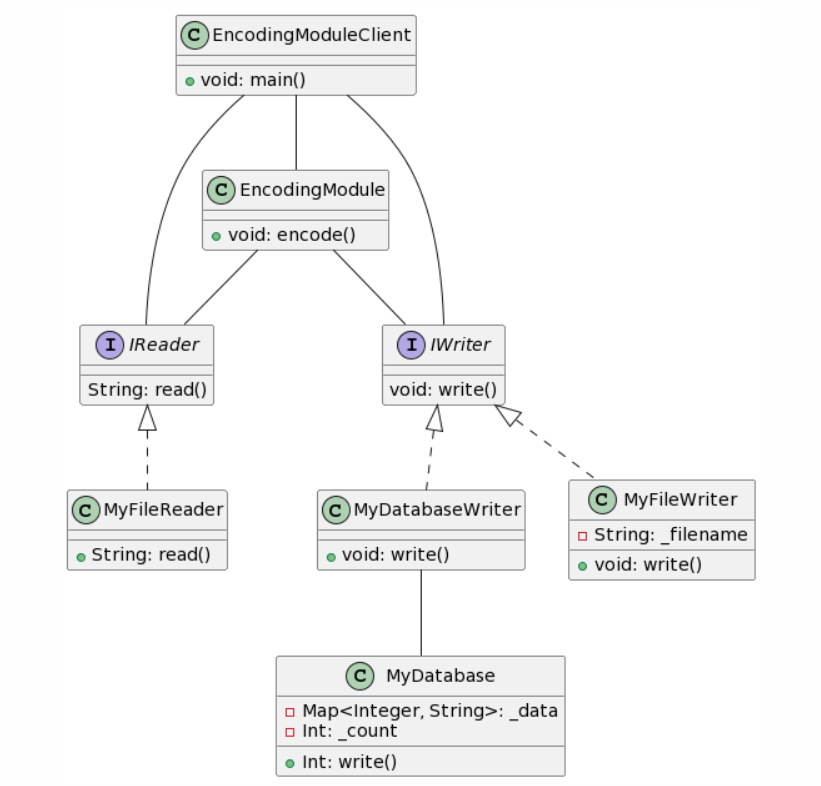 C EncodingModuleClient
void: main()
C EncodingModule
void: encode()
I IReader
String: read()
I IWriter
void: write()
C MyFileReader
String: read()
C MyDatabaseWriter
void: write()
C MyFileWriter
String: _filename
void: write()
C MyDatabase
Map<Integer, String>: _data
Int: _count
Int: write()